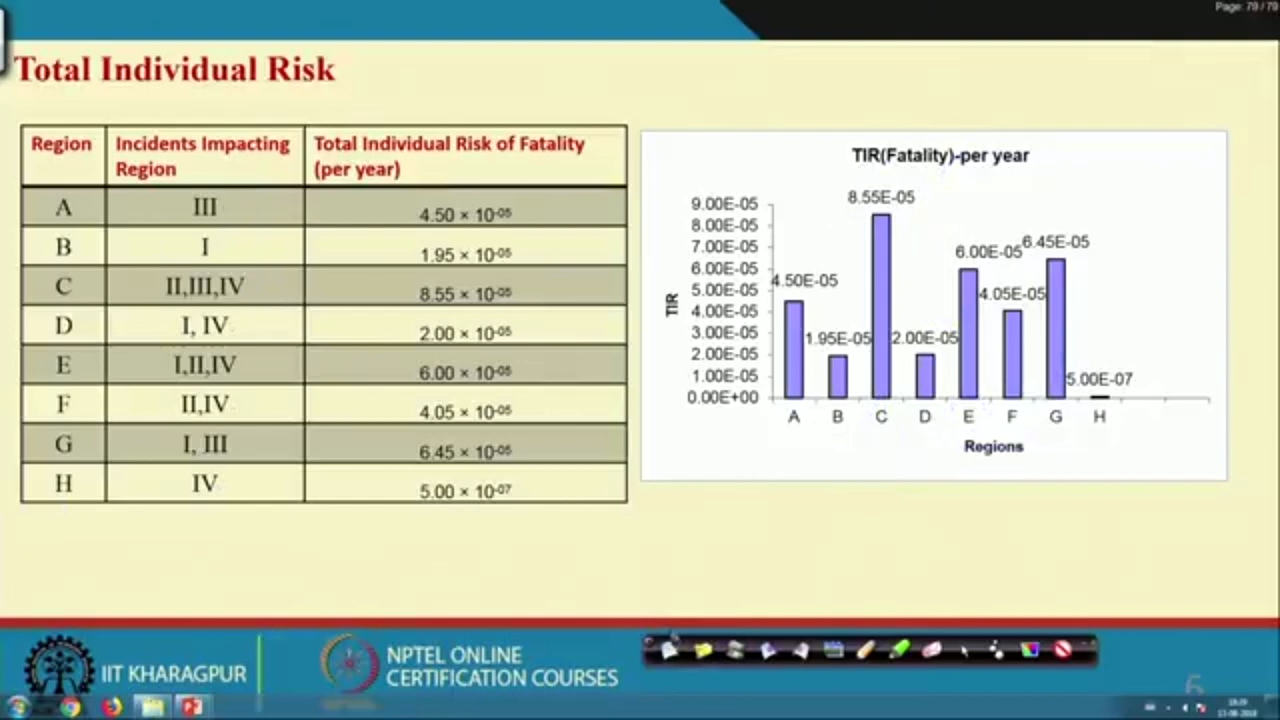 Page: 79 / 79
Total Individual Risk
Region Incidents Impacting Region Total Individual Risk of Fatality (per year)
A III 4.50 × 10-05
B I 1.95 × 10-05
C II,III,IV 8.55 × 10-05
D I, IV 2.00 × 10-05
E I,II,IV 6.00 × 10-05
F II,IV 4.05 × 10-05
G I, III 6.45 × 10-05
H IV 5.00 × 10-07
TIR(Fatality)-per year
9.00E-05
8.00E-05
7.00E-05
6.00E-05
5.00E-05
4.00E-05
3.00E-05
2.00E-05
1.00E-05
0.00E+00
TIR
4.50E-05
1.95E-05
8.55E-05
2.00E-05
6.00E-05
4.05E-05
6.45E-05
5.00E-07
A B C D E F G H
Regions
IIT KHARAGPUR
NPTEL ONLINE
CERTIFICATION COURSES